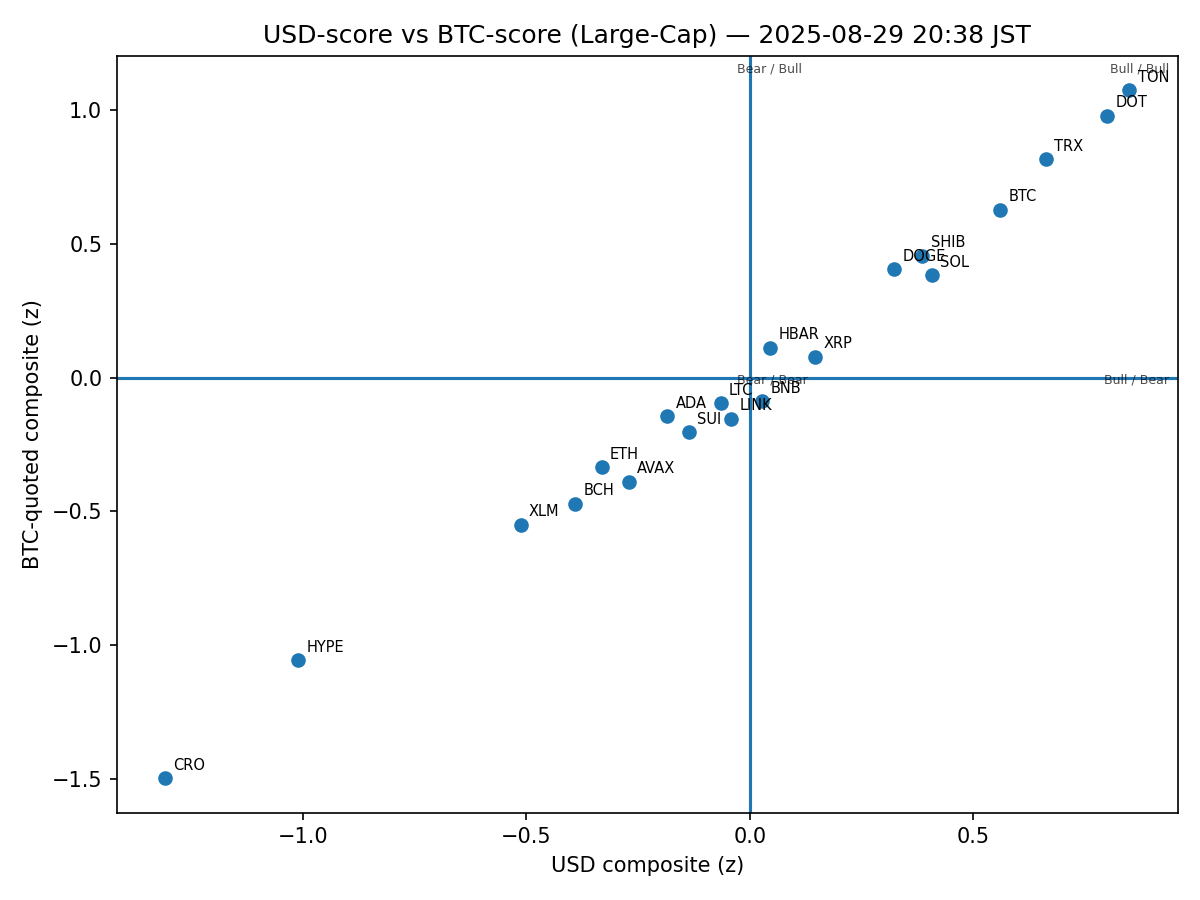 USD-score vs BTC-score (Large-Cap) — 2025-08-29 20:38 JST
Bear / Bull
Bull / Bull
TON
DOT
TRX
BTC
SHIB
DOGE
SOL
HBAR
XRP
Bear / Bear
Bull / Bear
LTC
BNB
ADA
LINK
SUI
ETH
AVAX
BCH
XLM
HYPE
CRO
1.0
0.5
0.0
−0.5
−1.0
−1.5
BTC-quoted composite (z)
−1.0
−0.5
0.0
0.5
USD composite (z)